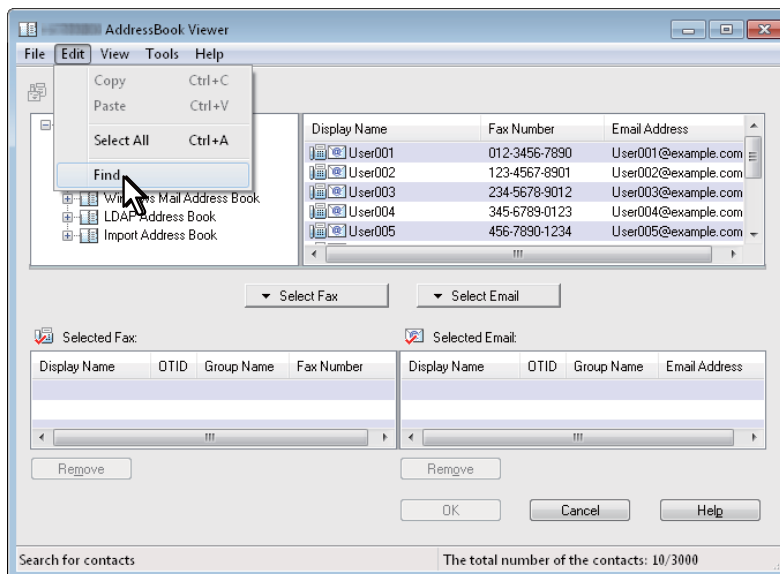 AddressBook Viewer
File Edit View Tools Help
Copy Ctrl+C
Paste Ctrl+V
Select All Ctrl+A
Find
Mail Address Book
LDAP Address Book
Import Address Book
Display Name Fax Number Email Address
User001 012-3456-7890 User001@example.com
User002 123-4567-8901 User002@example.com
User003 234-5678-9012 User003@example.com
User004 345-6789-0123 User004@example.com
User005 456-7890-1234 User005@example.com
Select Fax Select Email
Selected Fax: Selected Email:
Display Name OTID Group Name Fax Number Display Name OTID Group Name Email Address
Remove Remove
OK Cancel Help
Search for contacts The total number of the contacts: 10/3000